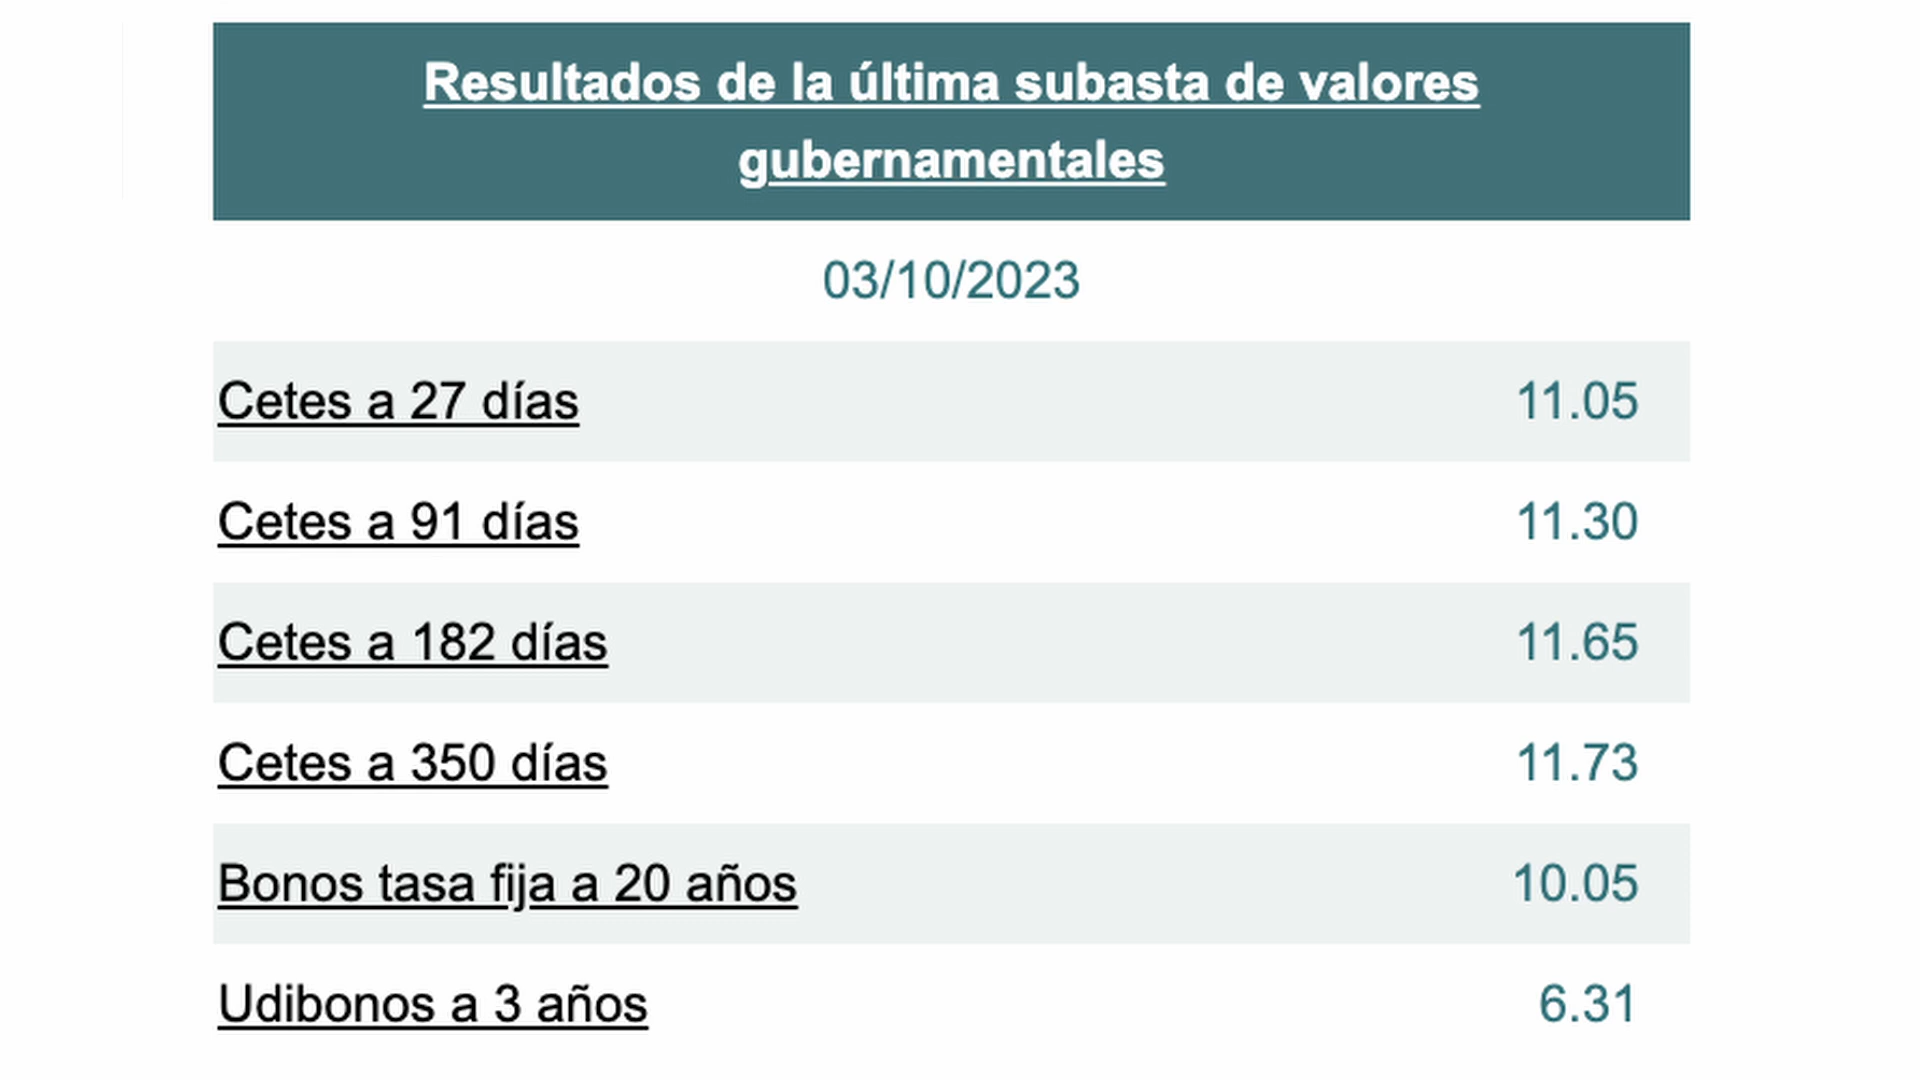 Resultados de la última subasta de valores
gubernamentales
03/10/2023
Cetes a 27 días 11.05
Cetes a 91 días 11.30
Cetes a 182 días 11.65
Cetes a 350 días 11.73
Bonos tasa fija a 20 años 10.05
Udibonos a 3 años 6.31